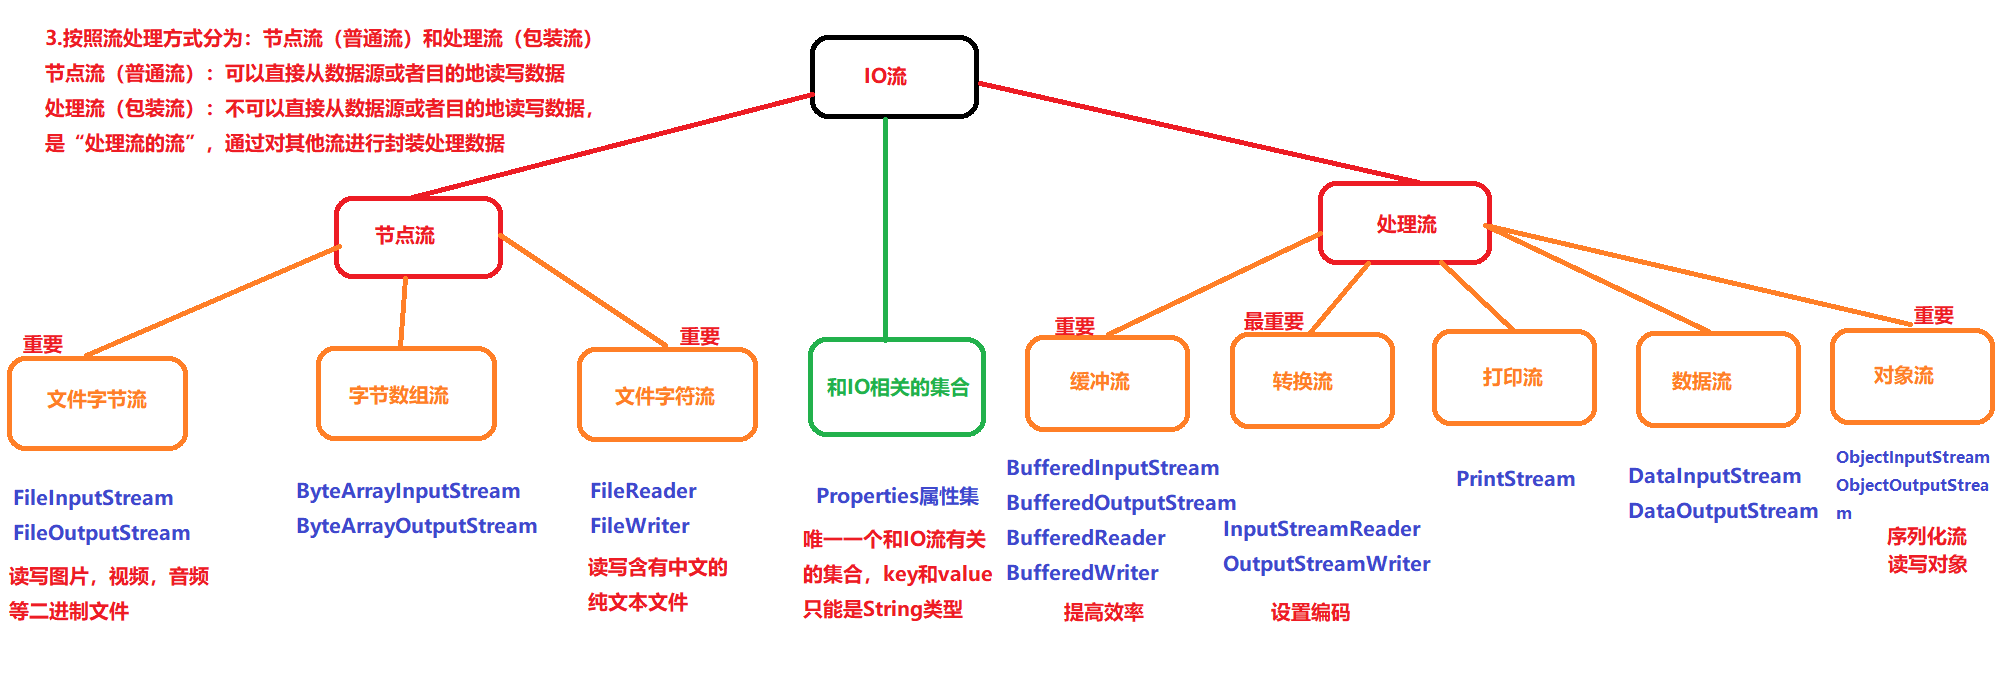 3.按照流处理方式分为：节点流（普通流）和处理流（包装流）
节点流（普通流）：可以直接从数据源或者目的地读写数据
处理流（包装流）：不可以直接从数据源或者目的地读写数据，
是“处理流的流”，通过对其他流进行封装处理数据
IO流
节点流
处理流
重要
文件字节流
FileInputStream
FileOutputStream
读写图片，视频，音频
等二进制文件
字节数组流
ByteArrayInputStream
ByteArrayOutputStream
重要
文件字符流
FileReader
FileWriter
读写含有中文的
纯文本文件
和IO相关的集合
Properties属性集
唯一一个和IO流有关
的集合，key和value
只能是String类型
重要
缓冲流
BufferedInputStream
BufferedOutputStream
BufferedReader
BufferedWriter
提高效率
最重要
转换流
InputStreamReader
OutputStreamWriter
设置编码
打印流
PrintStream
数据流
DataInputStream
DataOutputStream
重要
对象流
ObjectInputStream
ObjectOutputStrea
m
序列化流
读写对象